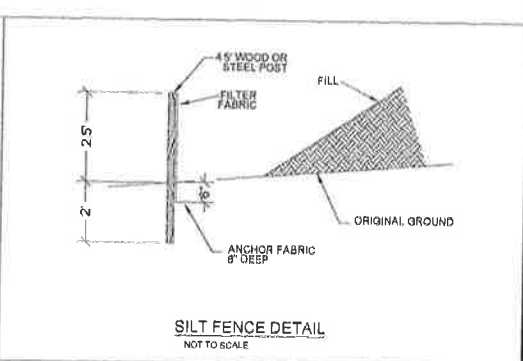 4.5' WOOD OR
STEEL POST
FILTER
FABRIC
FILL
2.5'
2'
6"
ORIGINAL GROUND
ANCHOR FABRIC
6" DEEP
SILT FENCE DETAIL
NOT TO SCALE